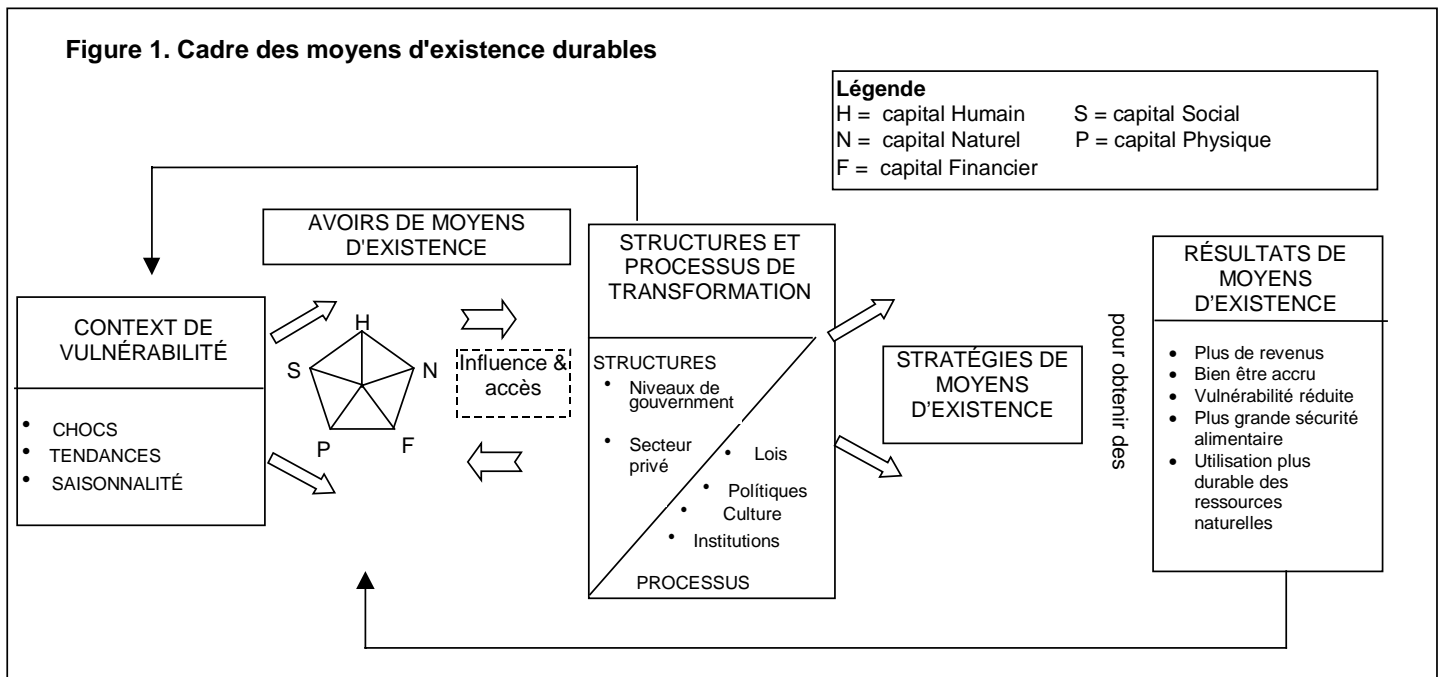 Figure 1. Cadre des moyens d'existence durables
Légende
H = capital Humain S = capital Social
N = capital Naturel P = capital Physique
F = capital Financier
AVOIRS DE MOYENS
D'EXISTENCE
CONTEXT DE
VULNÉRABILITÉ
• CHOCS
• TENDANCES
• SAISONNALITÉ
H
S
N
P
F
Influence &
accès
STRUCTURES ET
PROCESSUS DE
TRANSFORMATION
STRUCTURES
• Niveaux de
gouvernment
• Secteur
privé
• Lois
• Polítiques
• Culture
• Institutions
PROCESSUS
STRATÉGIES DE
MOYENS
D'EXISTENCE
pour obtenir des
RÉSULTATS DE
MOYENS
D’EXISTENCE
• Plus de revenus
• Bien être accru
• Vulnérabilité réduite
• Plus grande sécurité
alimentaire
• Utilisation plus
durable des
ressources
naturelles